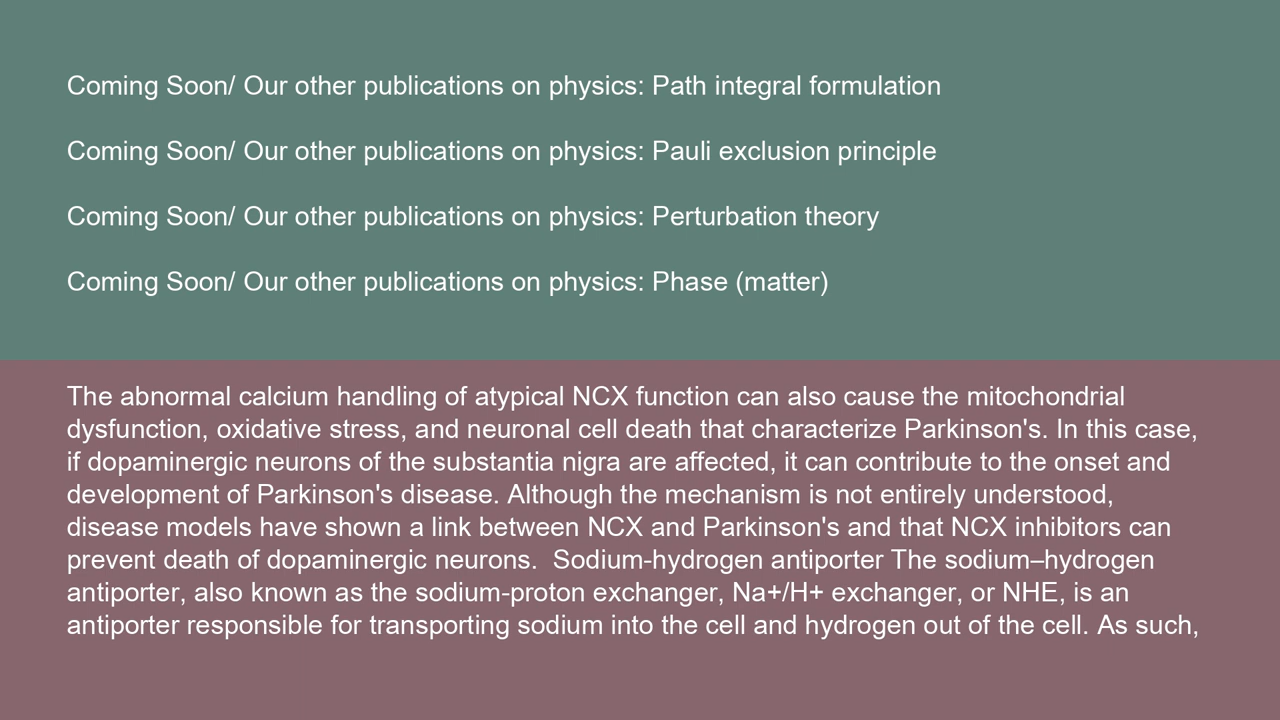 Coming Soon/ Our other publications on physics: Path integral formulation
Coming Soon/ Our other publications on physics: Pauli exclusion principle
Coming Soon/ Our other publications on physics: Perturbation theory
Coming Soon/ Our other publications on physics: Phase (matter)
The abnormal calcium handling of atypical NCX function can also cause the mitochondrial
dysfunction, oxidative stress, and neuronal cell death that characterize Parkinson's. In this case,
if dopaminergic neurons of the substantia nigra are affected, it can contribute to the onset and
development of Parkinson's disease. Although the mechanism is not entirely understood,
disease models have shown a link between NCX and Parkinson's and that NCX inhibitors can
prevent death of dopaminergic neurons.  Sodium-hydrogen antiporter The sodium–hydrogen
antiporter, also known as the sodium-proton exchanger, Na+/H+ exchanger, or NHE, is an
antiporter responsible for transporting sodium into the cell and hydrogen out of the cell. As such,